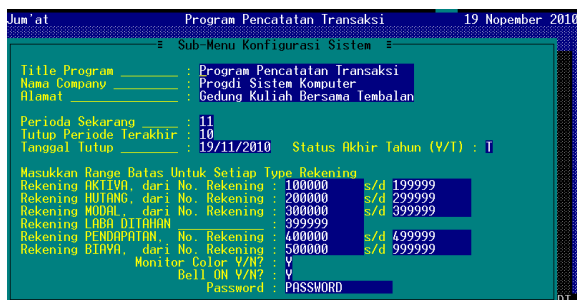 Jum'at Program Pencatatan Transaksi 19 Nopember 2010
Sub-Menu Konfigurasi Sistem
Title Program ________ : Program Pencatatan Transaksi
Nama Company _________ : Progdi Sistem Komputer
Alamat _______________ : Gedung Kuliah Bersama Tembalan
Perioda Sekarang _____ : 11
Tutup Periode Terakhir : 10
Tanggal Tutup ________ : 19/11/2010 Status Akhir Tahun (Y/T) : T
Masukkan Range Batas Untuk Setiap Type Rekening
Rekening AKTIVA, dari No. Rekening : 100000 s/d 199999
Rekening HUTANG, dari No. Rekening : 200000 s/d 299999
Rekening MODAL, dari No. Rekening : 300000 s/d 399999
Rekening LABA DITAHAN ____________ : 399999
Rekening PENDAPATAN, No. Rekening : 400000 s/d 499999
Rekening BIAYA, dari No. Rekening : 500000 s/d 999999
Monitor Color Y/N? : Y
Bell ON Y/N? : Y
Password : PASSWORD